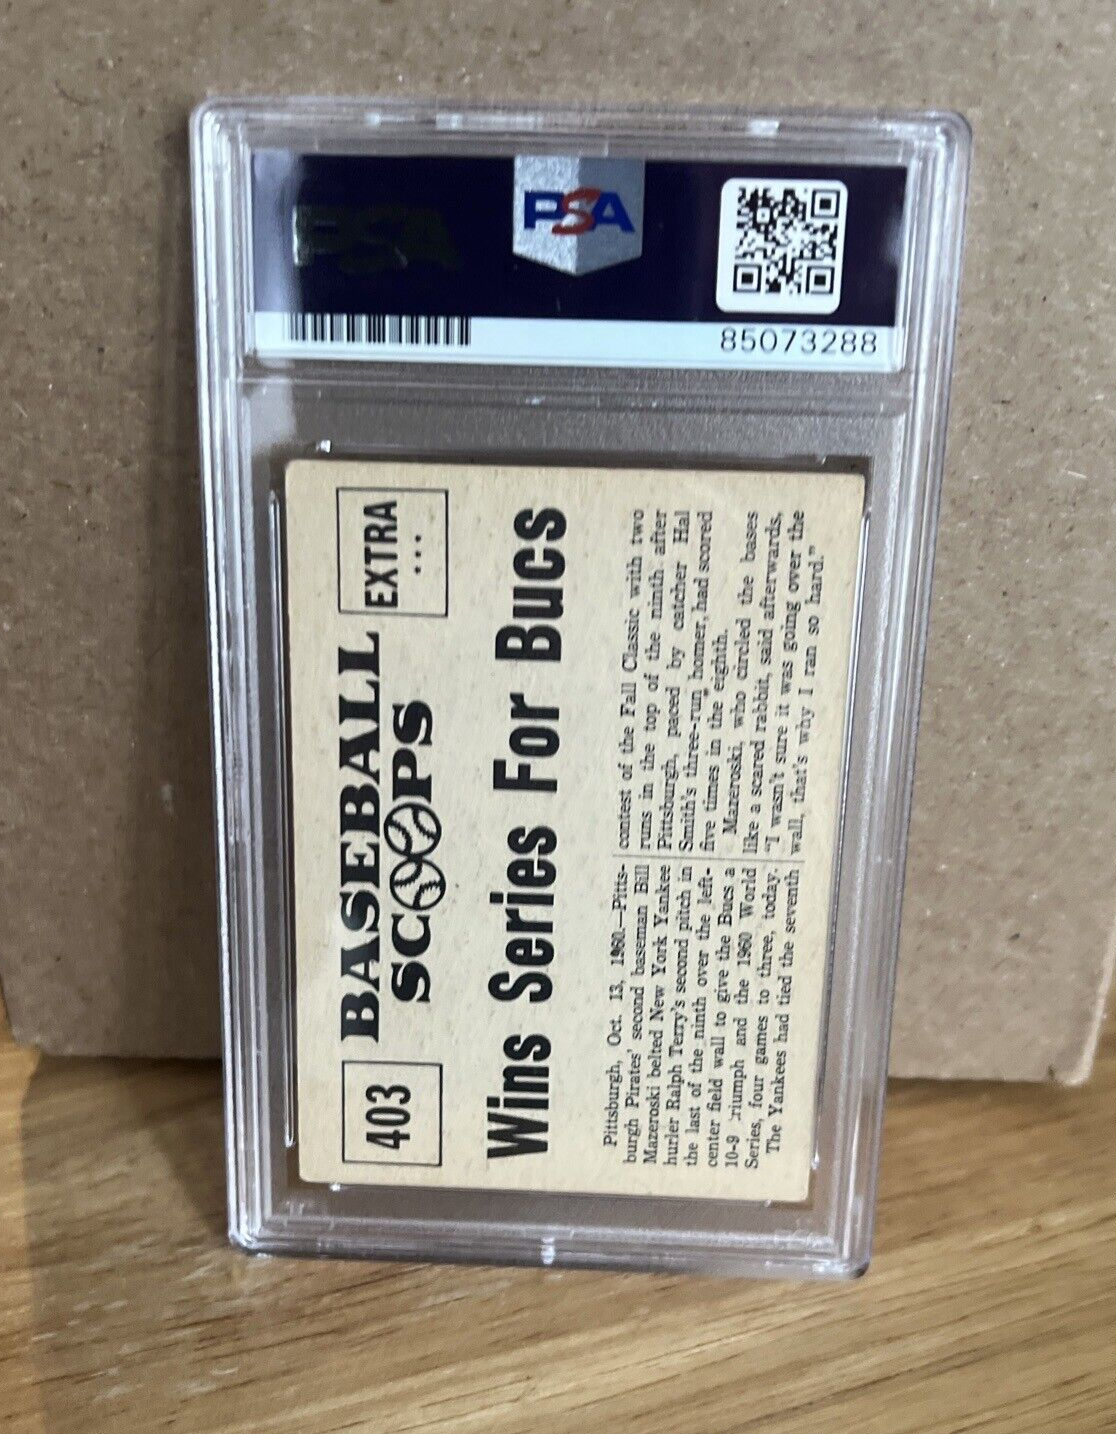 PSA
PSA
85073288
403
BASEBALL
SCOOPS
EXTRA
...
Wins Series For Bucs
Pittsburgh, Oct. 13, 1960.—Pitts-
burgh Pirates' second baseman Bill
Mazeroski belted New York Yankee
hurler Ralph Terry's second pitch in
the last of the ninth over the left-
center field wall to give the Bucs a
10-9 triumph and the 1960 World
Series, four games to three, today.
The Yankees had tied the seventh
contest of the Fall Classic with two
runs in the top of the ninth after
Pittsburgh, paced by catcher Hal
Smith's three-run homer, had scored
five times in the eighth.
Mazeroski, who circled the bases
like a scared rabbit, said afterwards,
"I wasn't sure it was going over the
wall, that's why I ran so hard."